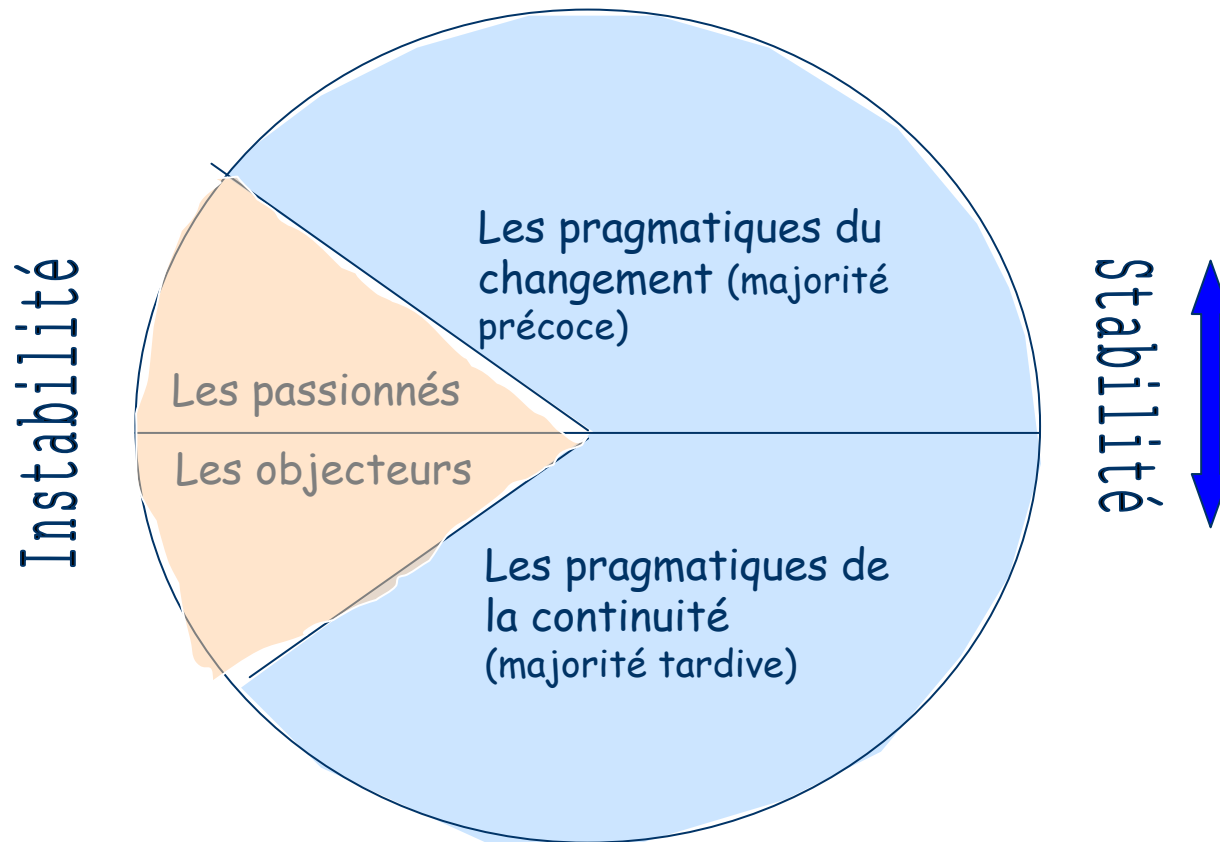 Instabilité
Les pragmatiques du
changement (majorité
précoce)
Les passionnés
Les objecteurs
Les pragmatiques de
la continuité
(majorité tardive)
Stabilité